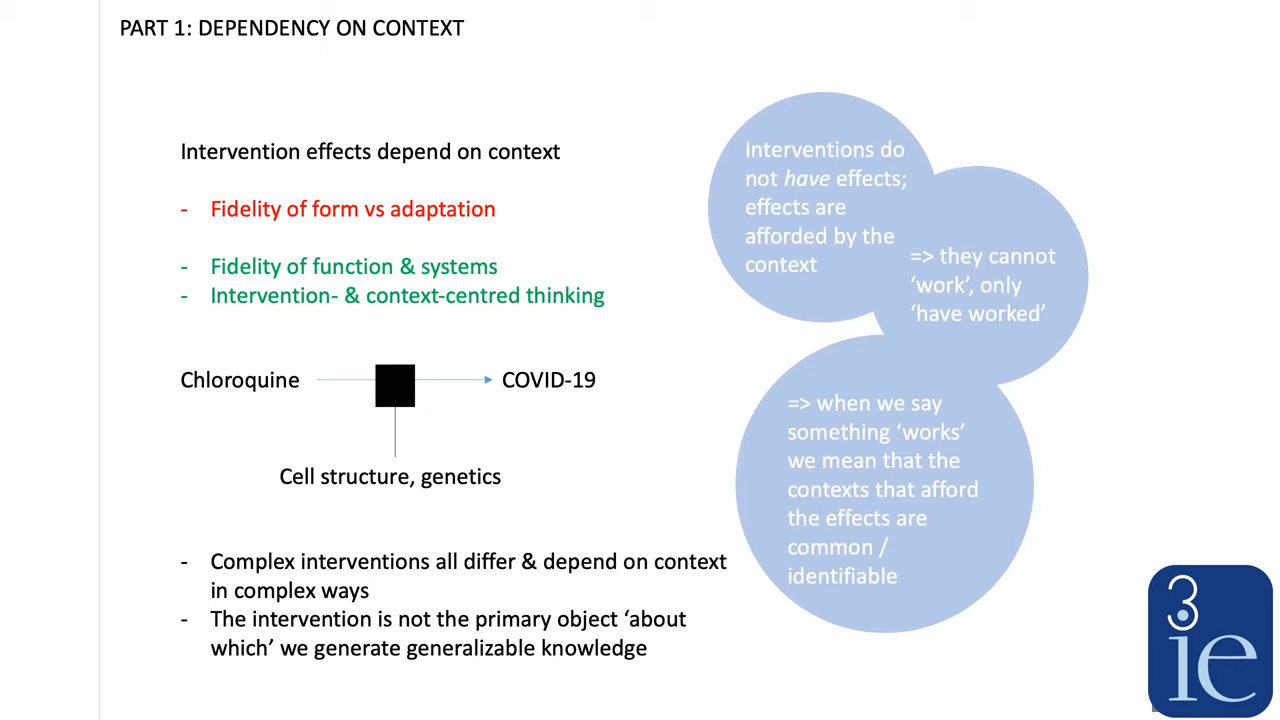 PART 1: DEPENDENCY ON CONTEXT
Intervention effects depend on context
- Fidelity of form vs adaptation
- Fidelity of function & systems
- Intervention- & context-centred thinking
Chloroquine
COVID-19
Cell structure, genetics
- Complex interventions all differ & depend on context
in complex ways
- The intervention is not the primary object ‘about
which’ we generate generalizable knowledge
Interventions do
not have effects;
effects are
afforded by the
context
=> they cannot
‘work’, only
‘have worked’
=> when we say
something ‘works’
we mean that the
contexts that afford
the effects are
common /
identifiable
3
ie